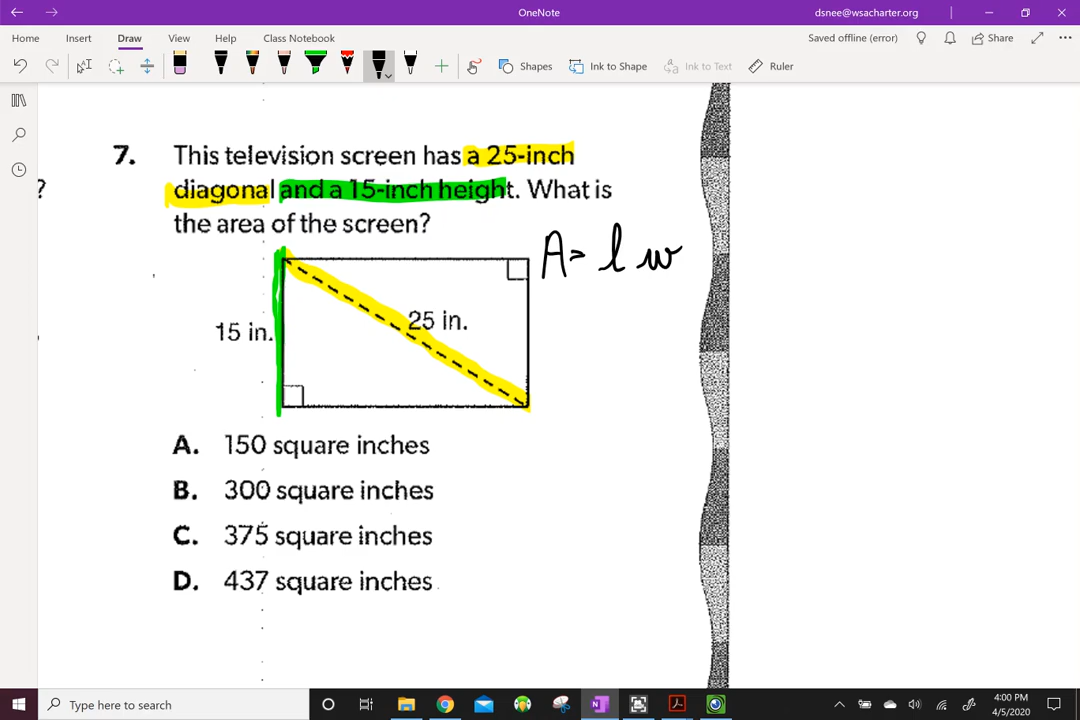 OneNote
dsnee@wsacharter.org
Home Insert Draw View Help Class Notebook
Saved offline (error) Share
Shapes Ink to Shape Ink to Text Ruler
7. This television screen has a 25-inch
? diagonal and a 15-inch height. What is
the area of the screen?
A= l w
25 in.
15 in.
A. 150 square inches
B. 300 square inches
C. 375 square inches
D. 437 square inches
Type here to search
4:00 PM
4/5/2020